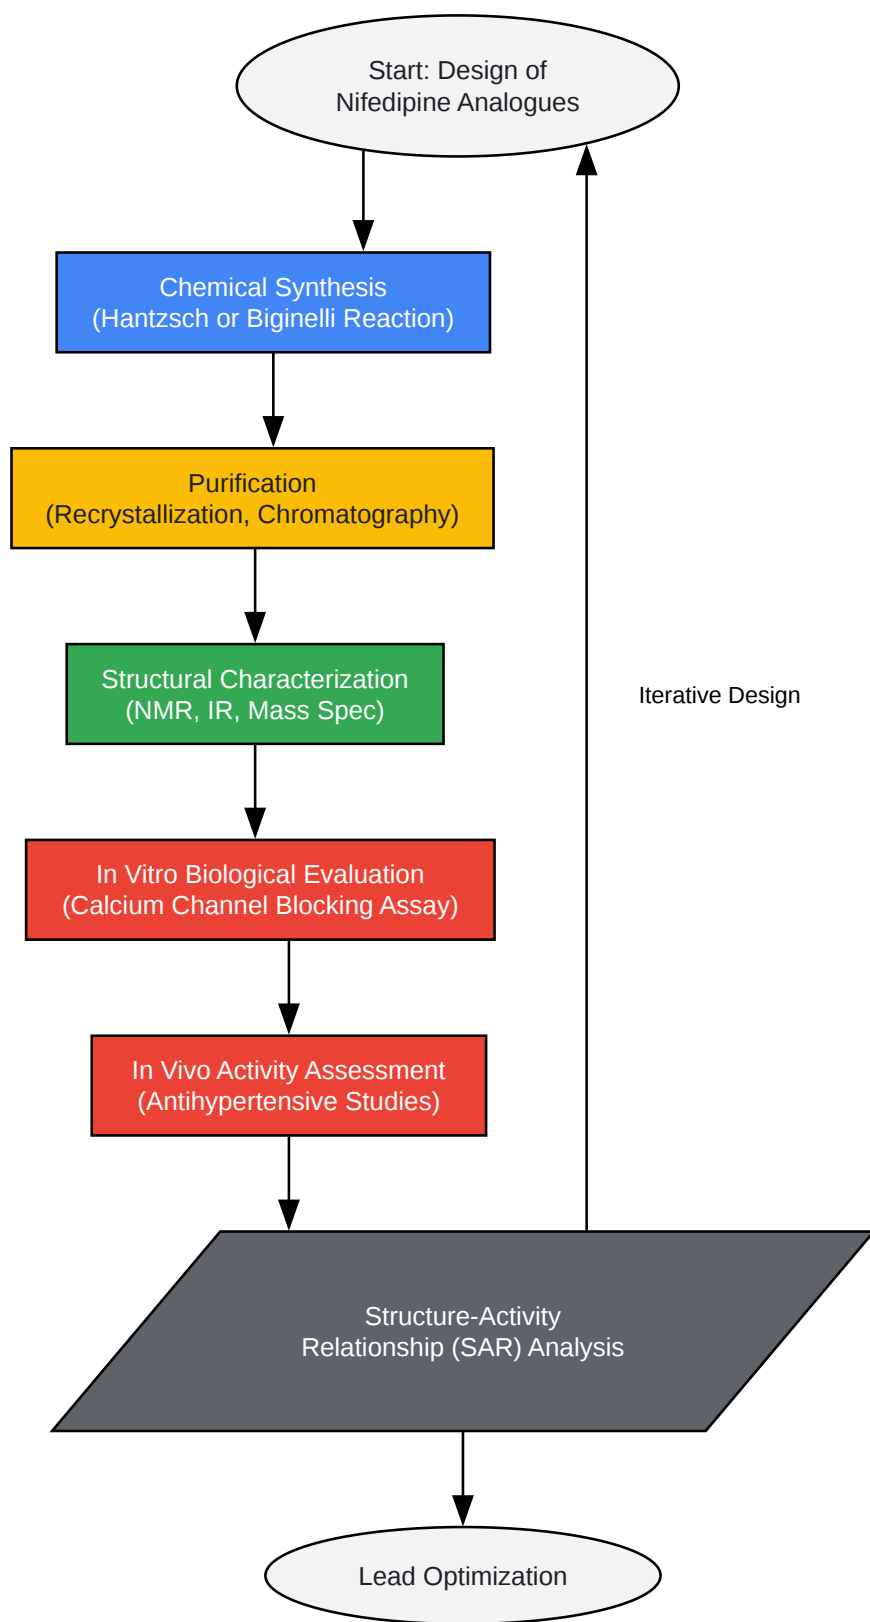 Start: Design of
Nifedipine Analogues
Chemical Synthesis
(Hantzsch or Biginelli Reaction)
Purification
(Recrystallization, Chromatography)
Structural Characterization
(NMR, IR, Mass Spec)
Iterative Design
In Vitro Biological Evaluation
(Calcium Channel Blocking Assay)
In Vivo Activity Assessment
(Antihypertensive Studies)
Structure-Activity
Relationship (SAR) Analysis
Lead Optimization